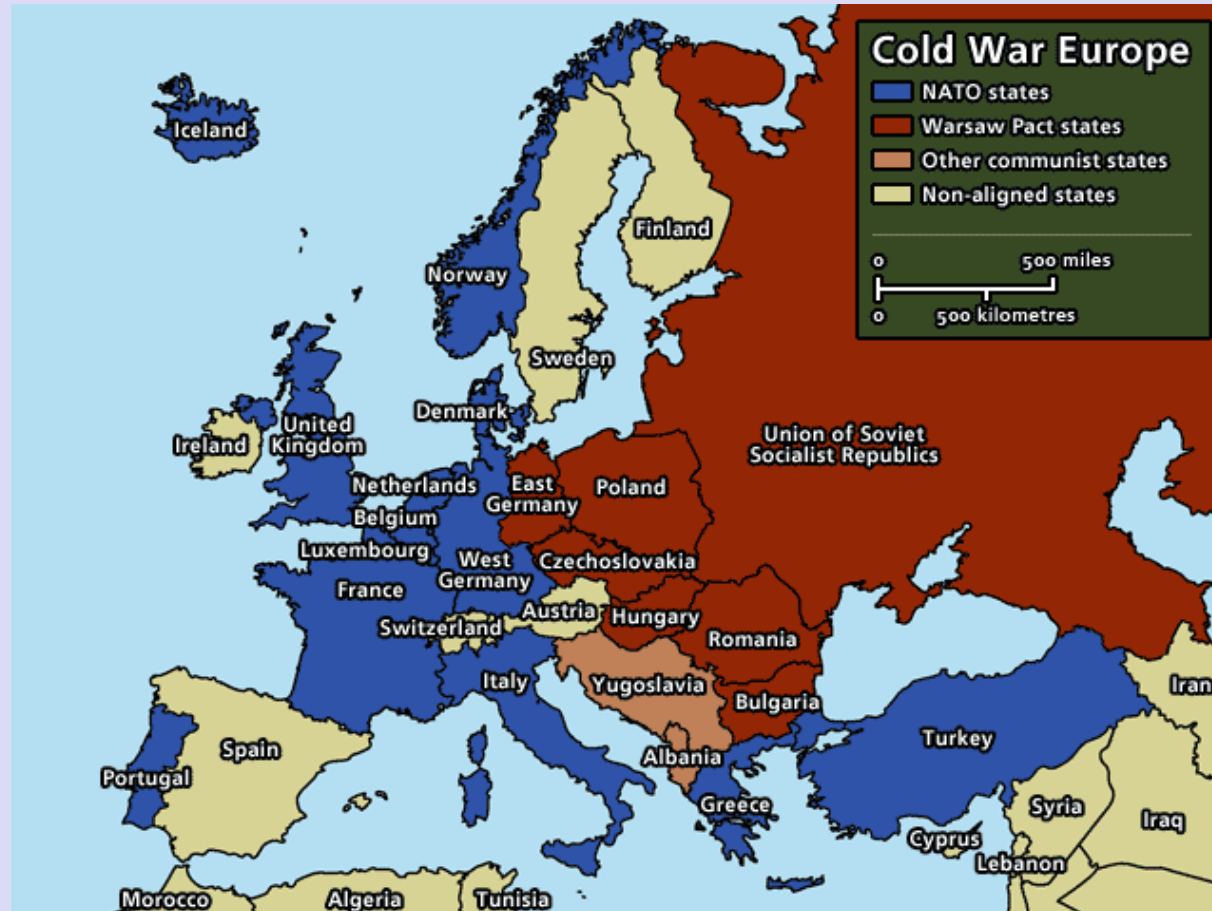 Cold War Europe
NATO states
Warsaw Pact states
Other communist states
Non-aligned states
0 500 miles
0 500 kilometres
Iceland
Norway
Finland
Sweden
Denmark
Ireland
United
Kingdom
Netherlands
Belgium
Luxembourg
East
Germany
Poland
Union of Soviet
Socialist Republics
West
Germany
Czechoslovakia
France
Austria
Hungary
Switzerland
Romania
Italy
Yugoslavia
Bulgaria
Iran
Spain
Portugal
Albania
Turkey
Greece
Syria
Iraq
Cyprus
Lebanon
Morocco
Algeria
Tunisia